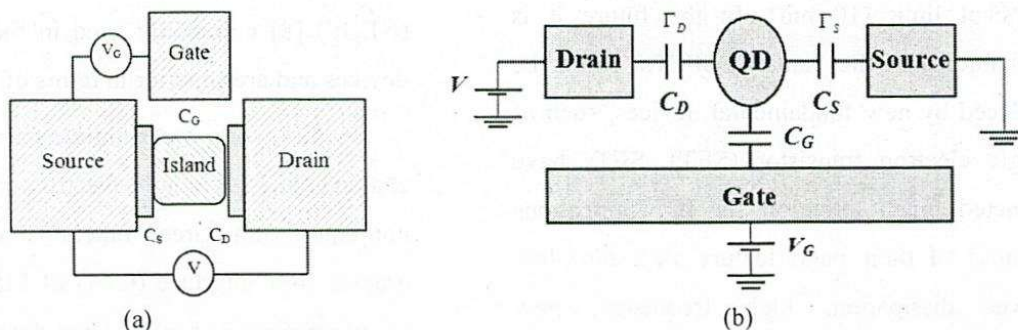 V_G
Gate
C_G
Source
Island
Drain
C_S
C_D
V
(a)
Γ_D
Γ_S
V
Drain
QD
Source
C_D
C_S
C_G
Gate
V_G
(b)